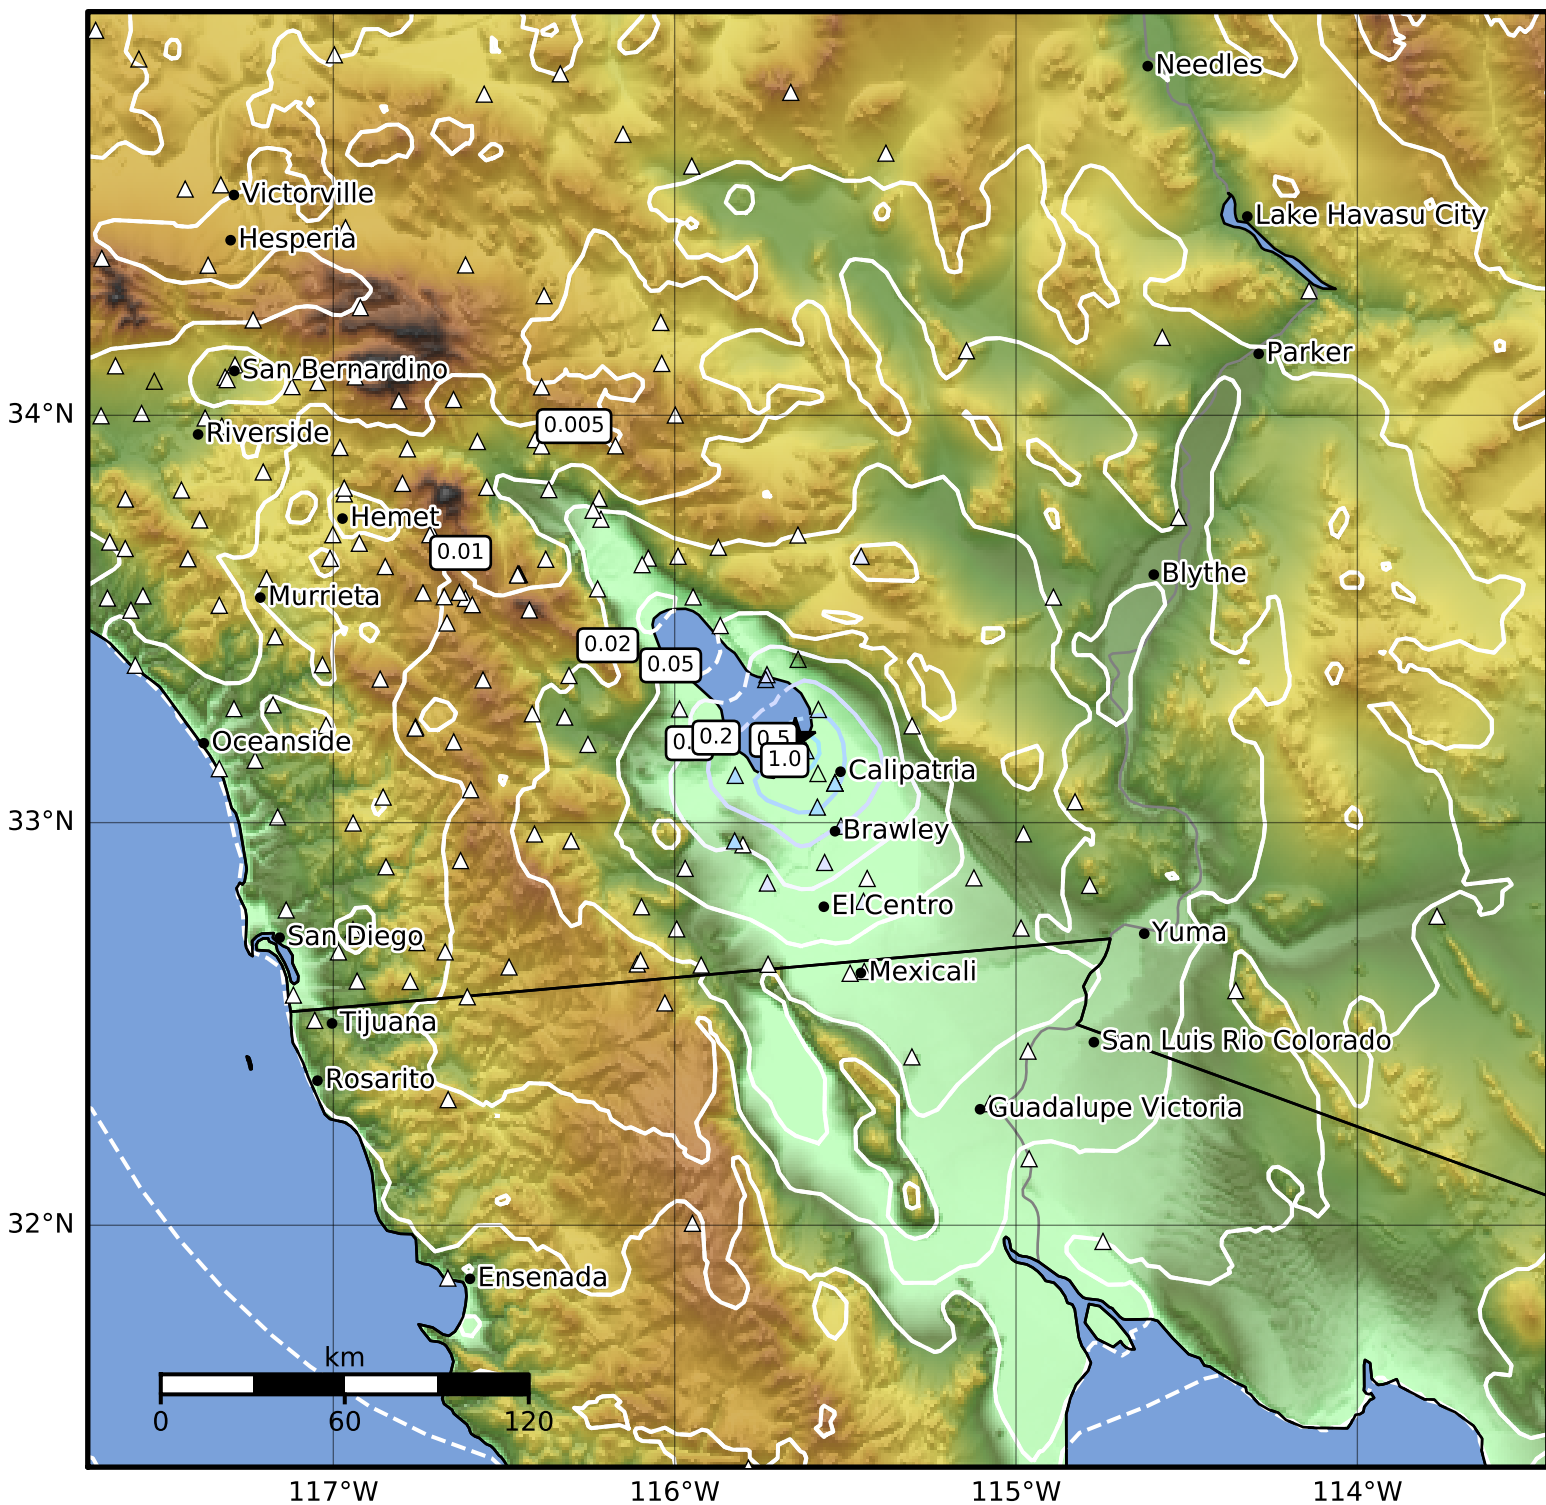 Needles
Victorville
Lake Havasu City
Hesperia
Parker
San Bernardino
34°N
0.005
Riverside
Hemet
0.01
Blythe
Murrieta
0.02
0.05
Oceanside
0.
0.2
0.5
1.0
Calipatria
33°N
Brawley
El Centro
San Diego
Yuma
Mexicali
Tijuana
San Luis Rio Colorado
Rosarito
Guadalupe Victoria
32°N
Ensenada
km
0
60
120
117°W
116°W
115°W
114°W